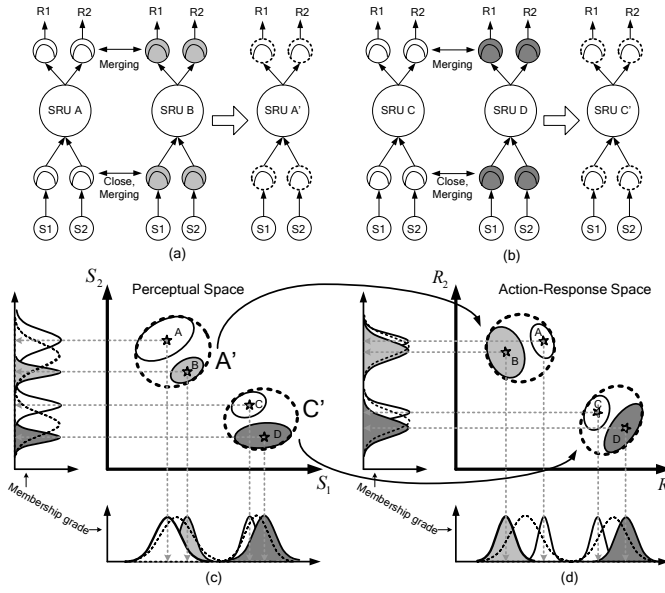 R1 R2 R1 R2 R1 R2
Merging
SRU A SRU B SRU A'
Close,
Merging
S1 S2 S1 S2 S1 S2
(a)
R1 R2 R1 R2 R1 R2
Merging
SRU C SRU D SRU C'
Close,
Merging
S1 S2 S1 S2 S1 S2
(b)
S2 Perceptual Space
A
B
A'
C
C'
D
S1
Membership grade
(c)
R2 Action-Response Space
A
B
C
D
R
Membership grade
(d)